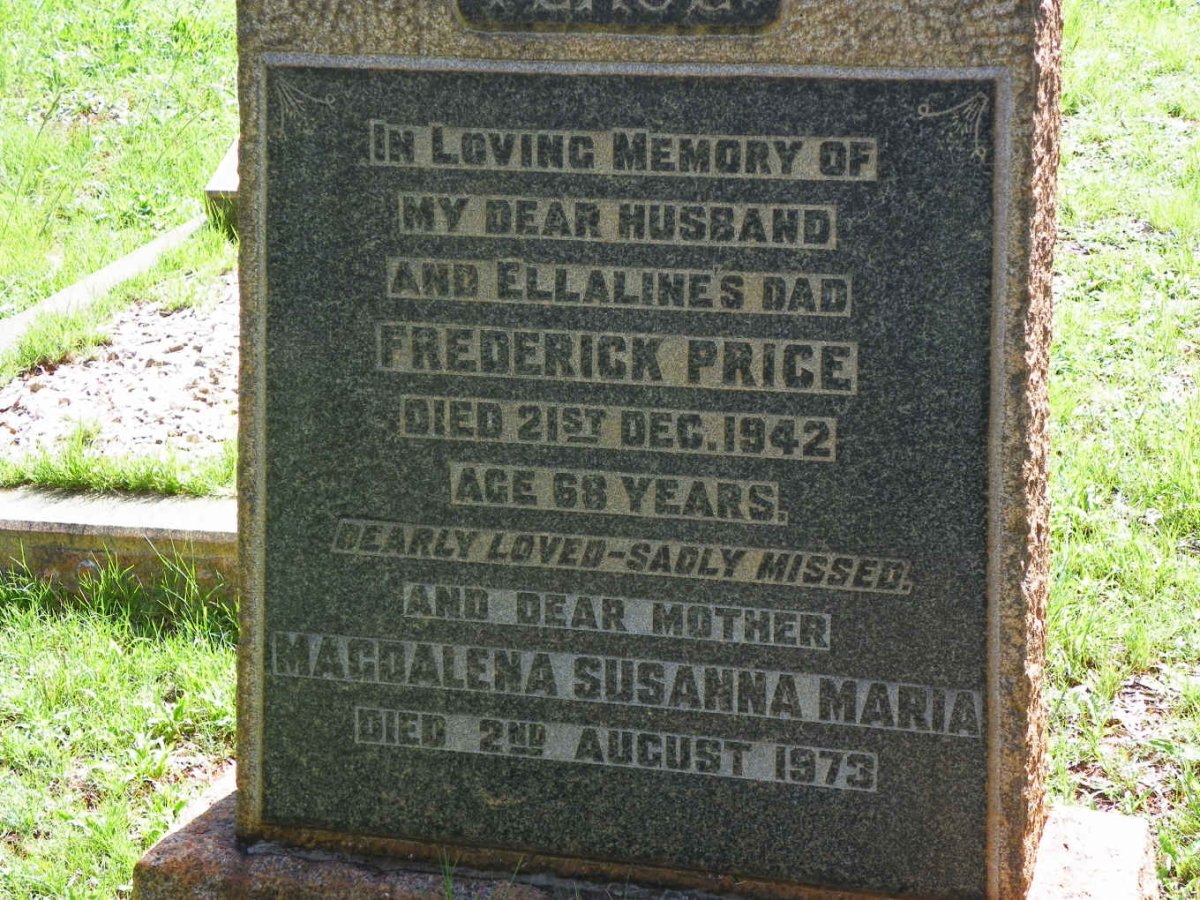 IN LOVING MEMORY OF
MY DEAR HUSBAND
AND ELLALINE'S DAD
FREDERICK PRICE
DIED 21ST DEC. 1942
AGE 68 YEARS.
DEARLY LOVED-SADLY MISSED.
AND DEAR MOTHER
MAGDALENA SUSANNA MARIA
DIED 2ND AUGUST 1973